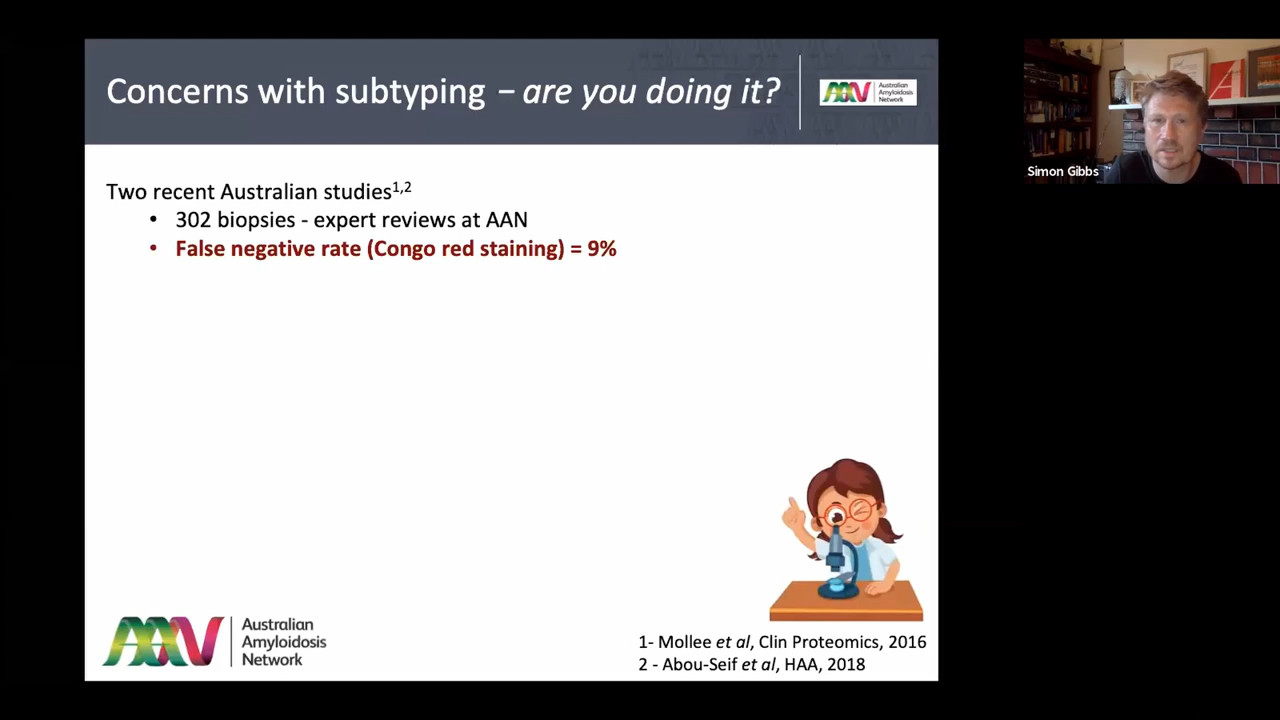 Concerns with subtyping – are you doing it?
AAN
Australian
Amyloidosis
Network
Simon Gibbs
Two recent Australian studies1,2
• 302 biopsies - expert reviews at AAN
• False negative rate (Congo red staining) = 9%
AAN
Australian
Amyloidosis
Network
1- Mollee et al, Clin Proteomics, 2016
2 - Abou-Seif et al, HAA, 2018